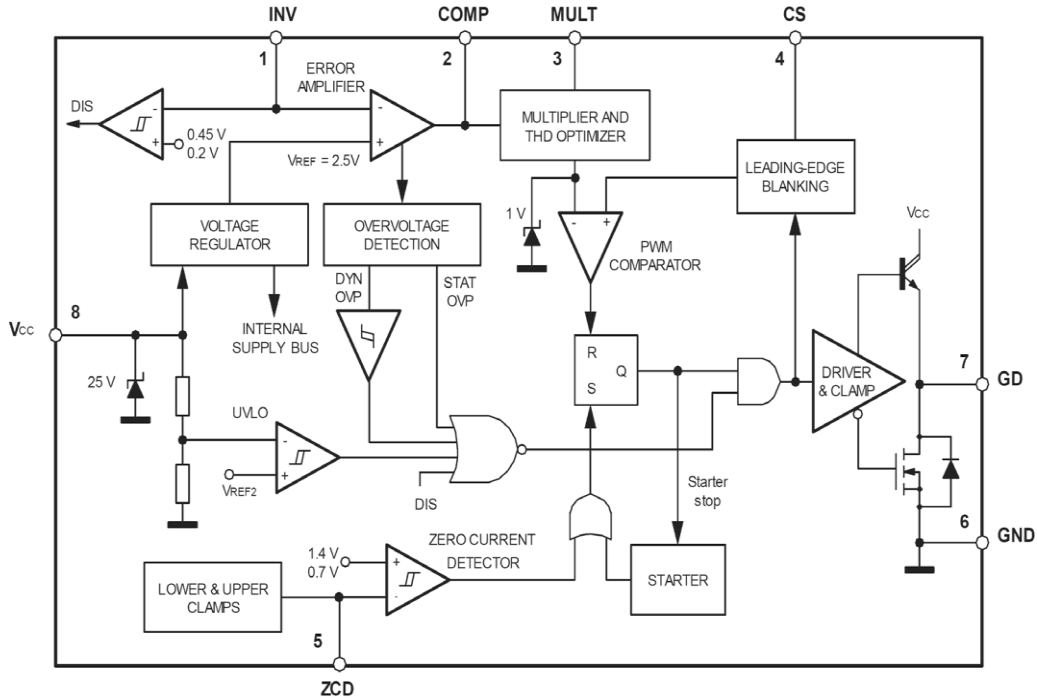 INV
COMP
MULT
CS
1
2
3
4
ERROR
AMPLIFIER
DIS
-
+
0.45 V
0.2 V
-
+
VREF = 2.5V
MULTIPLIER AND
THD OPTIMIZER
LEADING-EDGE
BLANKING
VOLTAGE
REGULATOR
OVERVOLTAGE
DETECTION
1 V
-
+
PWM
COMPARATOR
Vcc
DYN
OVP
STAT
OVP
INTERNAL
SUPPLY BUS
8
Vcc
25 V
R
S
Q
DRIVER
& CLAMP
7
GD
UVLO
-
+
VREF2
DIS
Starter
stop
6
GND
ZERO CURRENT
DETECTOR
1.4 V
0.7 V
+
-
LOWER & UPPER
CLAMPS
STARTER
5
ZCD